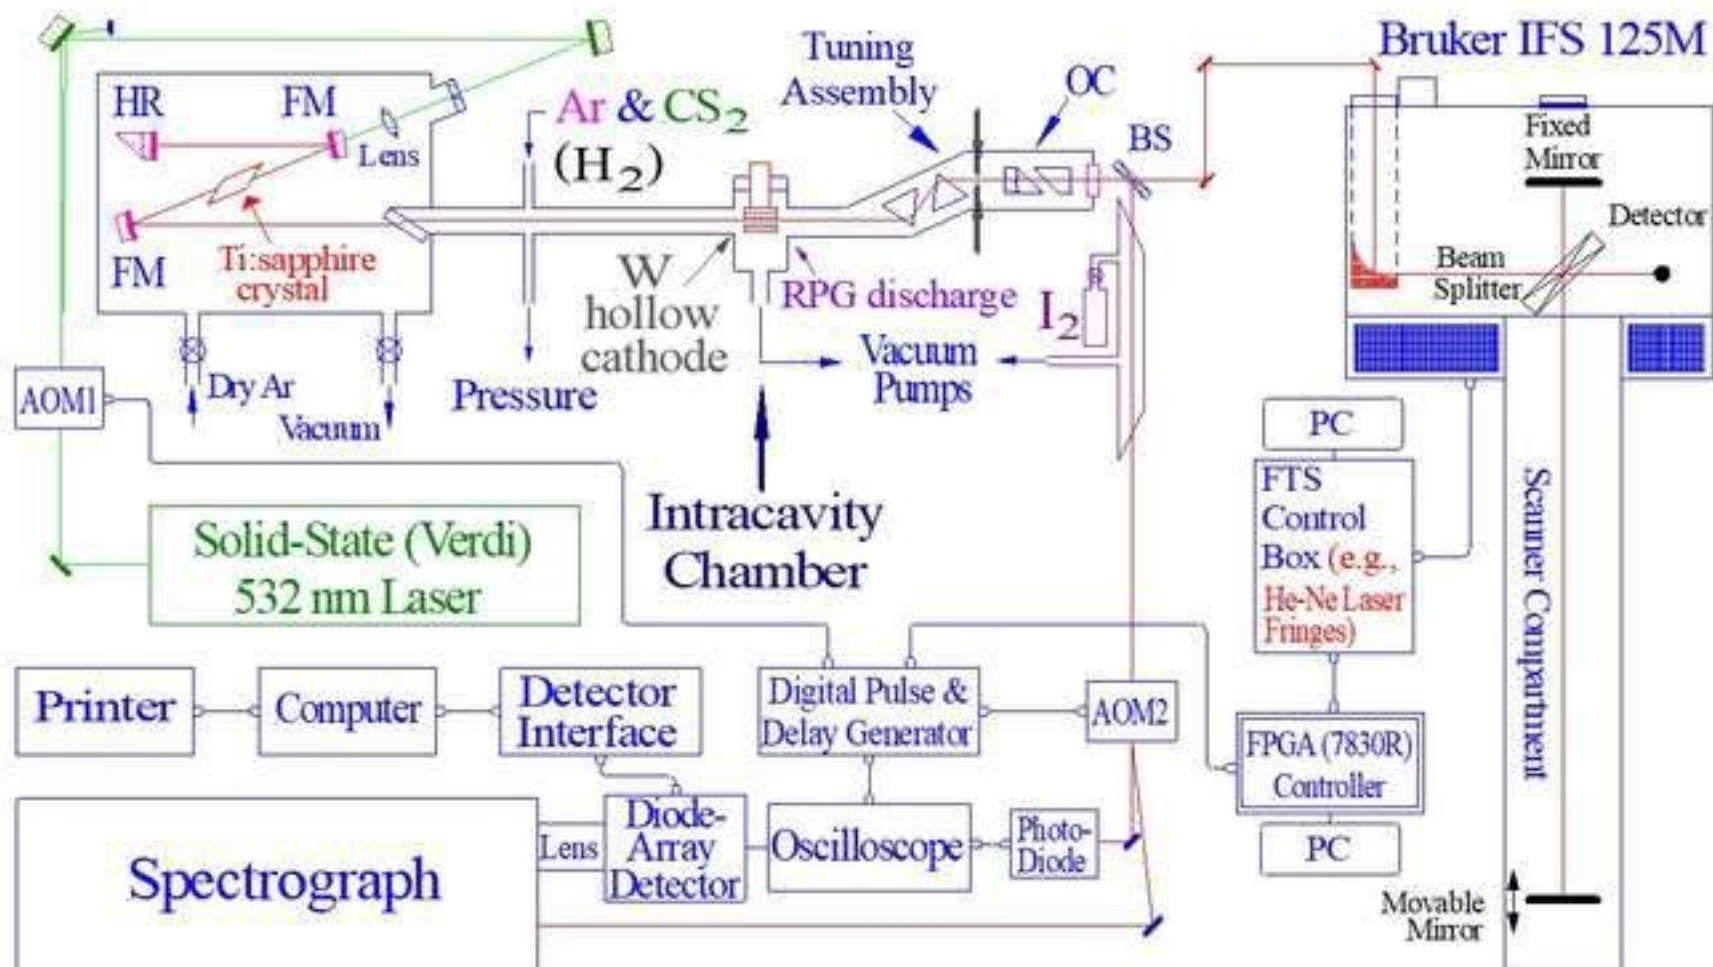 Bruker IFS 125M
Tuning
Assembly
OC
BS
HR
FM
Lens
Ar & CS2
(H2)
Fixed
Mirror
Detector
Beam
Splitter
FM
Ti:sapphire
crystal
W
hollow
cathode
RPG discharge
I2
Vacuum
Pumps
Pressure
AOM1
Dry Ar
Vacuum
PC
FTS
Control
Box (e.g.,
He-Ne Laser
Fringes)
Scanner Compartment
Intracavity
Chamber
Solid-State (Verdi)
532 nm Laser
Printer
Computer
Detector
Interface
Digital Pulse &
Delay Generator
AOM2
FPGA (7830R)
Controller
PC
Spectrograph
Lens
Diode-
Array
Detector
Oscilloscope
Photo-
Diode
Movable
Mirror